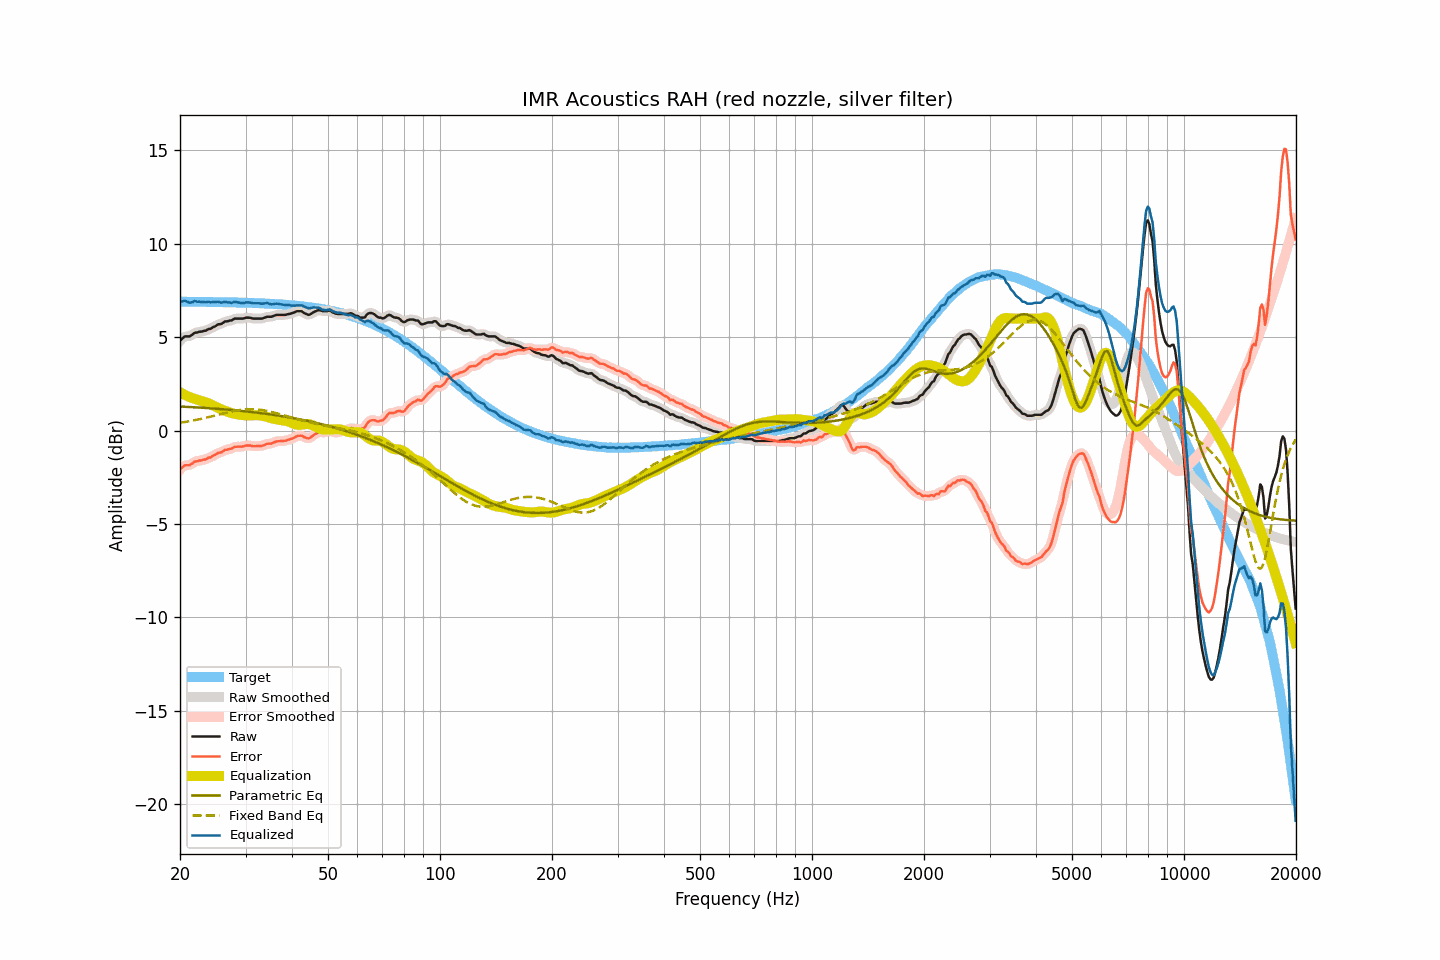 IMR Acoustics RAH (red nozzle, silver filter)
15
10
5
0
−5
−10
−15
−20
Amplitude (dBr)
Target
Raw Smoothed
Error Smoothed
Raw
Error
Equalization
Parametric Eq
Fixed Band Eq
Equalized
20 50 100 200 500 1000 2000 5000 10000 20000
Frequency (Hz)